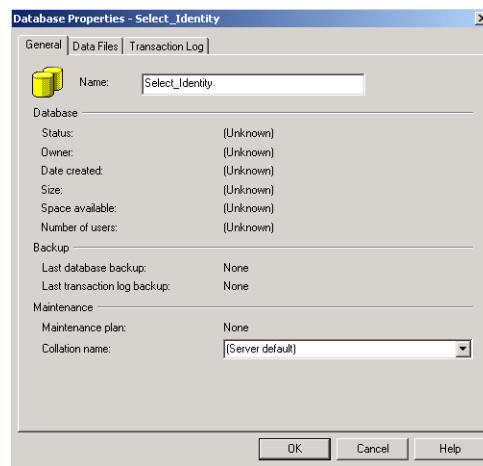 Database Properties - Select_Identity
General Data Files Transaction Log
Name: Select_Identity
Database
Status: (Unknown)
Owner: (Unknown)
Date created: (Unknown)
Size: (Unknown)
Space available: (Unknown)
Number of users: (Unknown)
Backup
Last database backup: None
Last transaction log backup: None
Maintenance
Maintenance plan: None
Collation name: (Server default)
OK Cancel Help